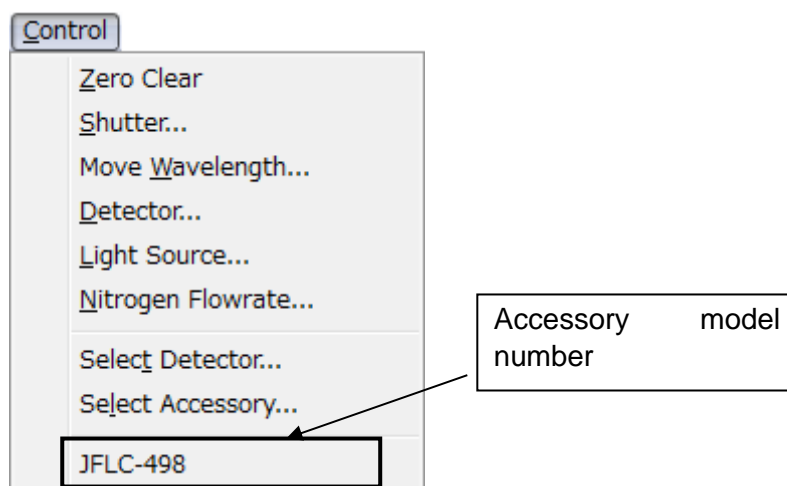 Control
Zero Clear
Shutter...
Move Wavelength...
Detector...
Light Source...
Nitrogen Flowrate...
Select Detector...
Select Accessory...
JFLC-498
Accessory model
number